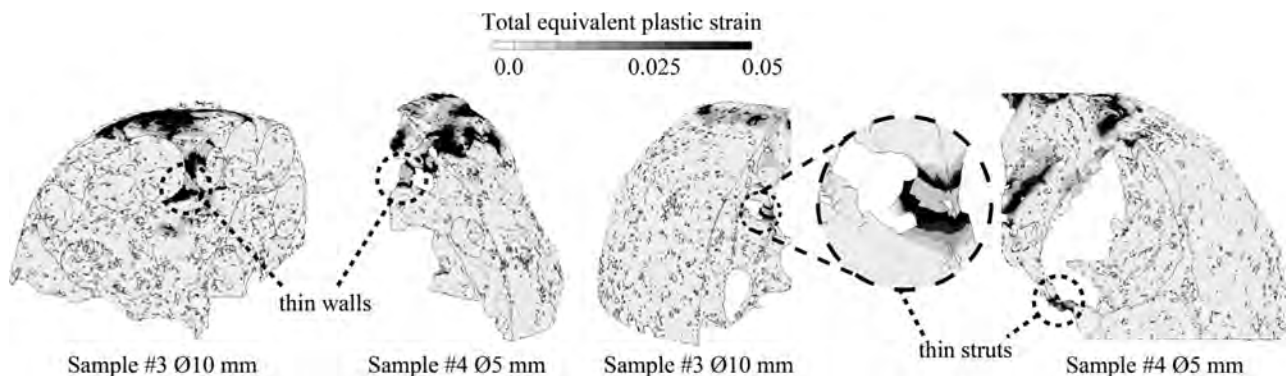 Total equivalent plastic strain
0.0 0.025 0.05
thin walls
thin struts
Sample #3 Ø10 mm Sample #4 Ø5 mm Sample #3 Ø10 mm Sample #4 Ø5 mm